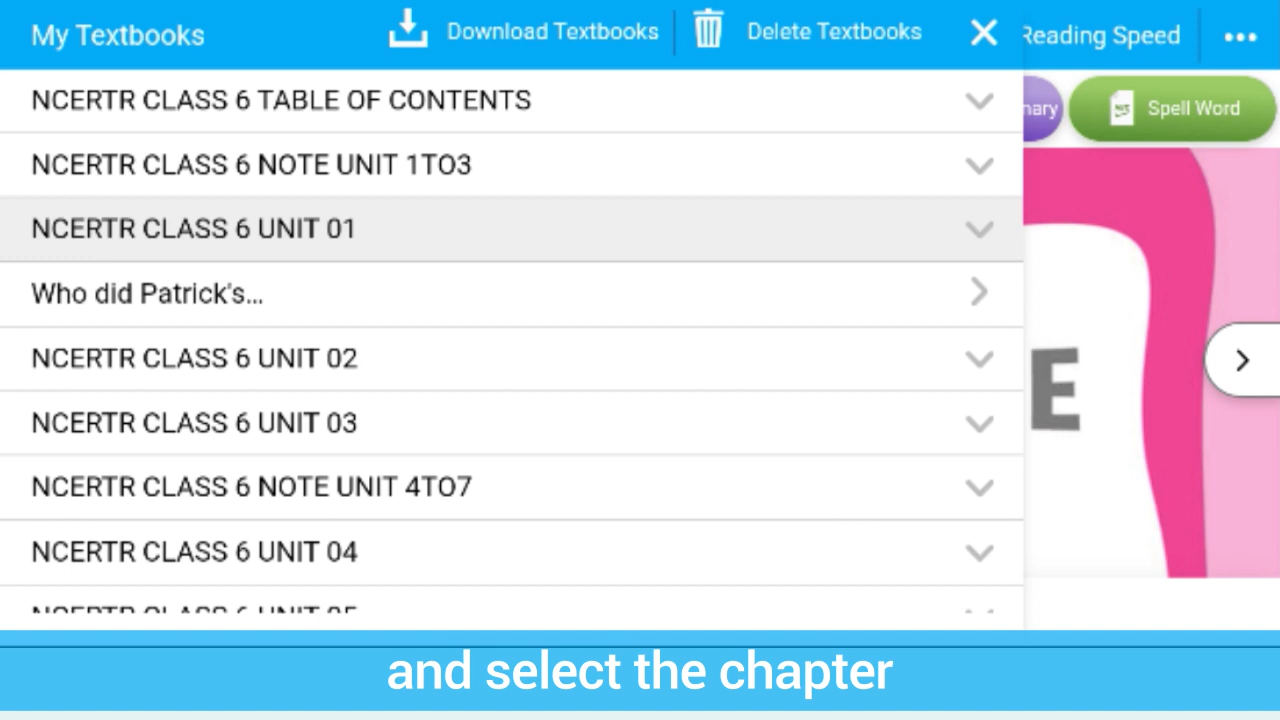 My Textbooks Download Textbooks Delete Textbooks Reading Speed
Spell Word
NCERTR CLASS 6 TABLE OF CONTENTS
NCERTR CLASS 6 NOTE UNIT 1TO3
NCERTR CLASS 6 UNIT 01
Who did Patrick's...
NCERTR CLASS 6 UNIT 02
E
NCERTR CLASS 6 UNIT 03
NCERTR CLASS 6 NOTE UNIT 4TO7
NCERTR CLASS 6 UNIT 04
and select the chapter